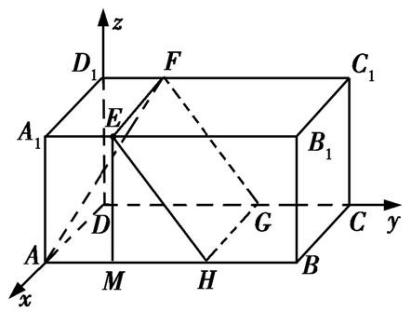 z
D₁ F C₁
A₁ E B₁
D G C y
A M H B
x